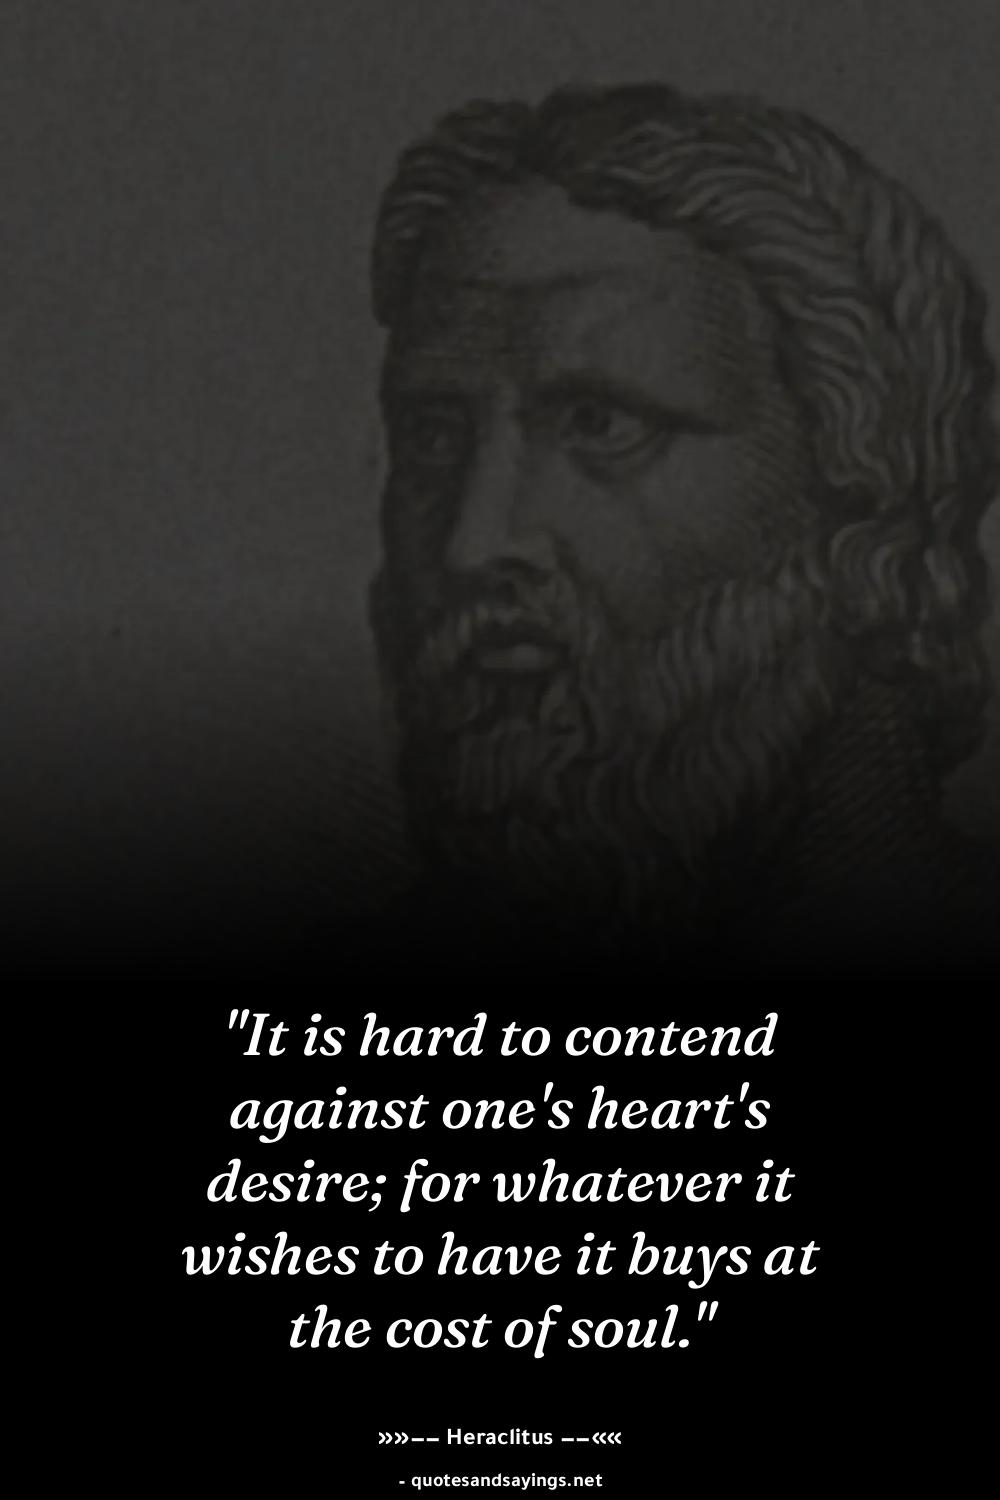 "It is hard to contend
against one's heart's
desire; for whatever it
wishes to have it buys at
the cost of soul."
»»–– Heraclitus ––««
- quotesandsayings.net